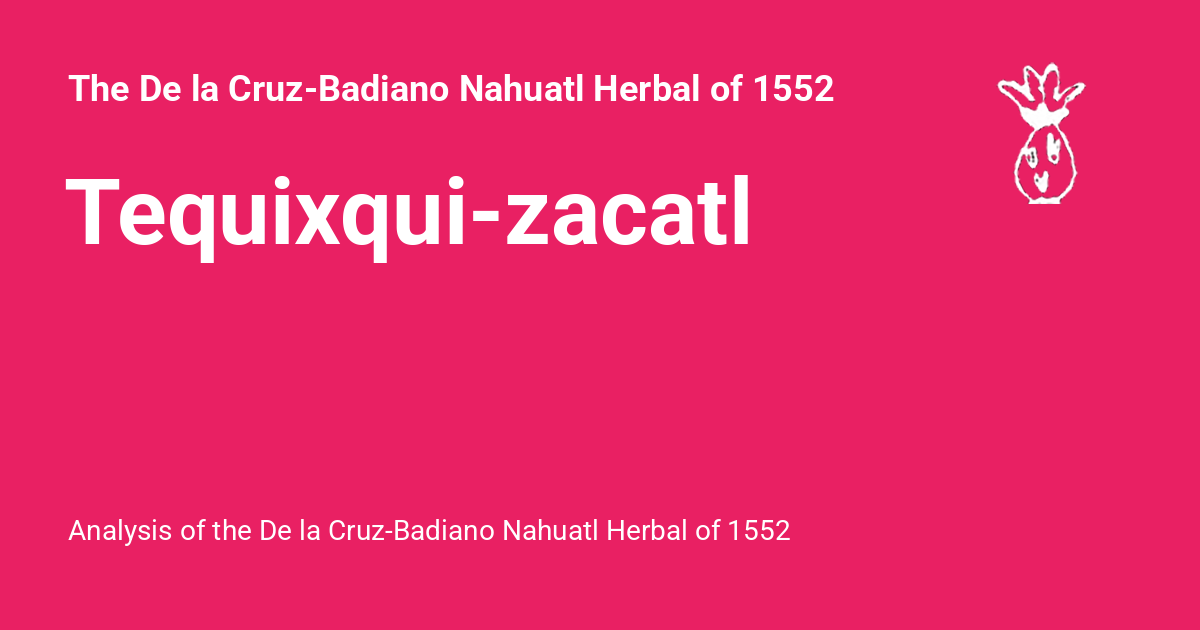 The De la Cruz-Badiano Nahuatl Herbal of 1552
Tequixqui-zacatl
Analysis of the De la Cruz-Badiano Nahuatl Herbal of 1552